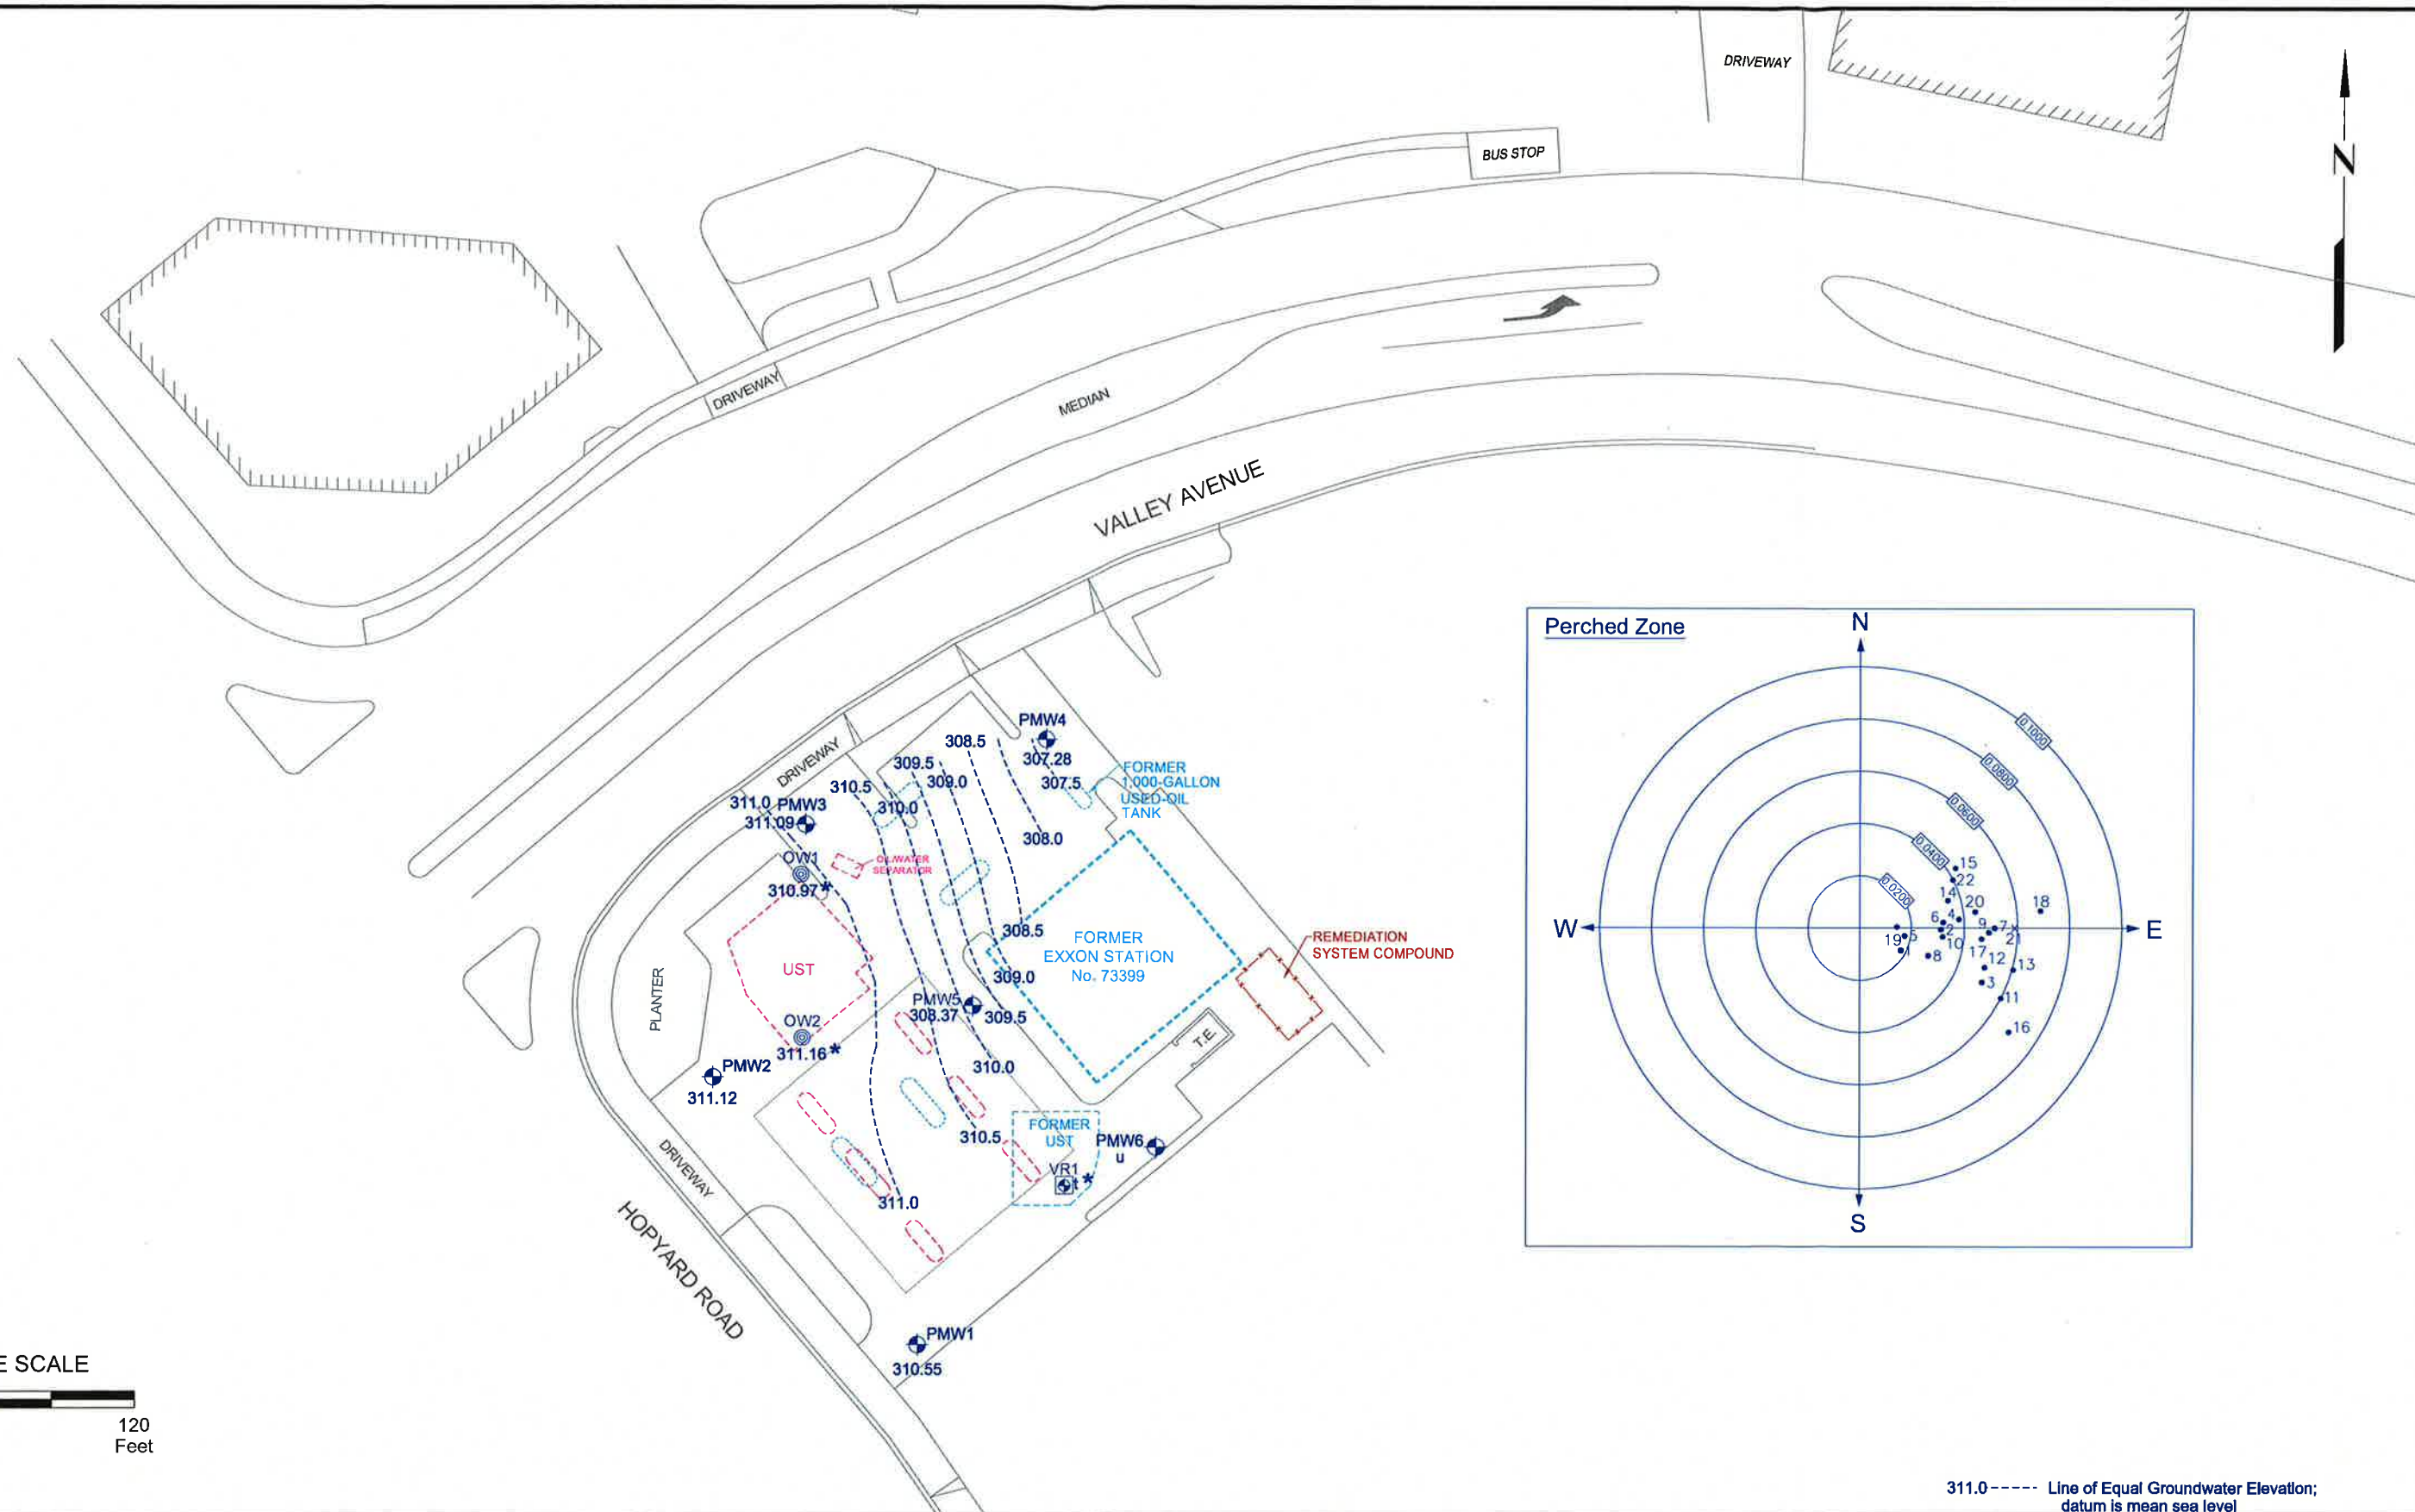 DRIVEWAY
BUS STOP
N
DRIVEWAY
MEDIAN
VALLEY AVENUE
Perched Zone
N
W
E
S
0.1000
0.0800
0.0600
0.0400
0.0200
15
22
14
20
18
6
4
9
7
2
21
19
5
10
17
1
8
12
13
3
11
16
DRIVEWAY
PMW4
307.28
308.5
309.5
309.0
307.5
310.5
310.0
311.0
PMW3
311.09
308.0
FORMER
1,000-GALLON
USED-OIL
TANK
OW1
310.97*
OIL/WATER
SEPARATOR
308.5
FORMER
EXXON STATION
No. 73399
REMEDIATION
SYSTEM COMPOUND
UST
PLANTER
309.0
PMW5
308.37
309.5
OW2
311.16*
T.E.
PMW2
311.12
310.0
310.5
FORMER
UST
PMW6
u
VR1
t*
DRIVEWAY
311.0
HOPYARD ROAD
PMW1
310.55
E SCALE
120
Feet
311.0----- Line of Equal Groundwater Elevation;
datum is mean sea level